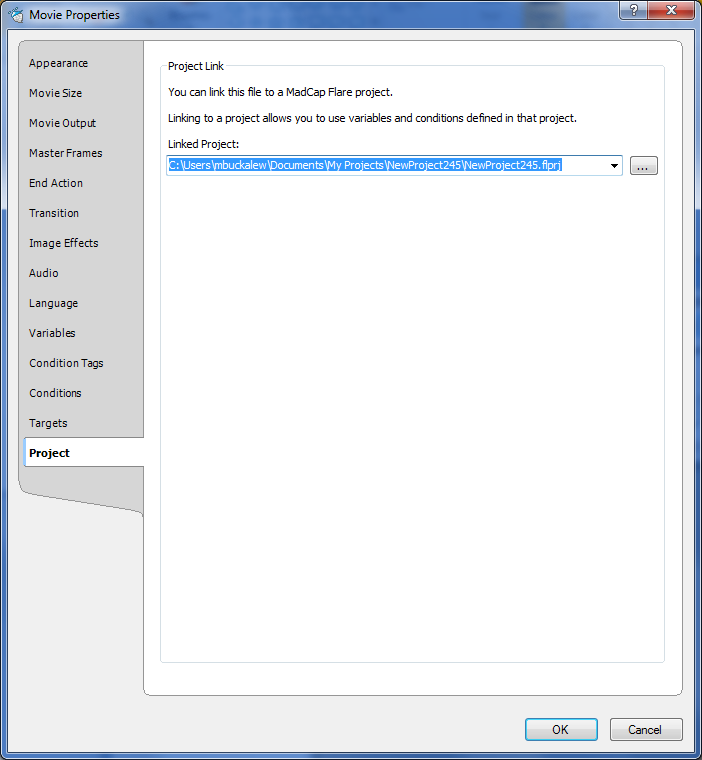 Movie Properties
?
Appearance
Movie Size
Movie Output
Master Frames
End Action
Transition
Image Effects
Audio
Language
Variables
Condition Tags
Conditions
Targets
Project
Project Link
You can link this file to a MadCap Flare project.
Linking to a project allows you to use variables and conditions defined in that project.
Linked Project:
C:\Users\mbuckalew\Documents\My Projects\NewProject245\NewProject245.flprj
...
OK
Cancel